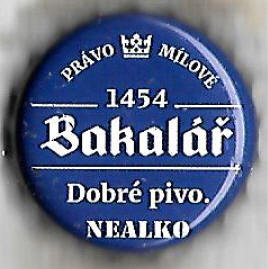 PRÁVO MÍLOVÉ
1454
Bakalář
Dobré pivo.
NEALKO